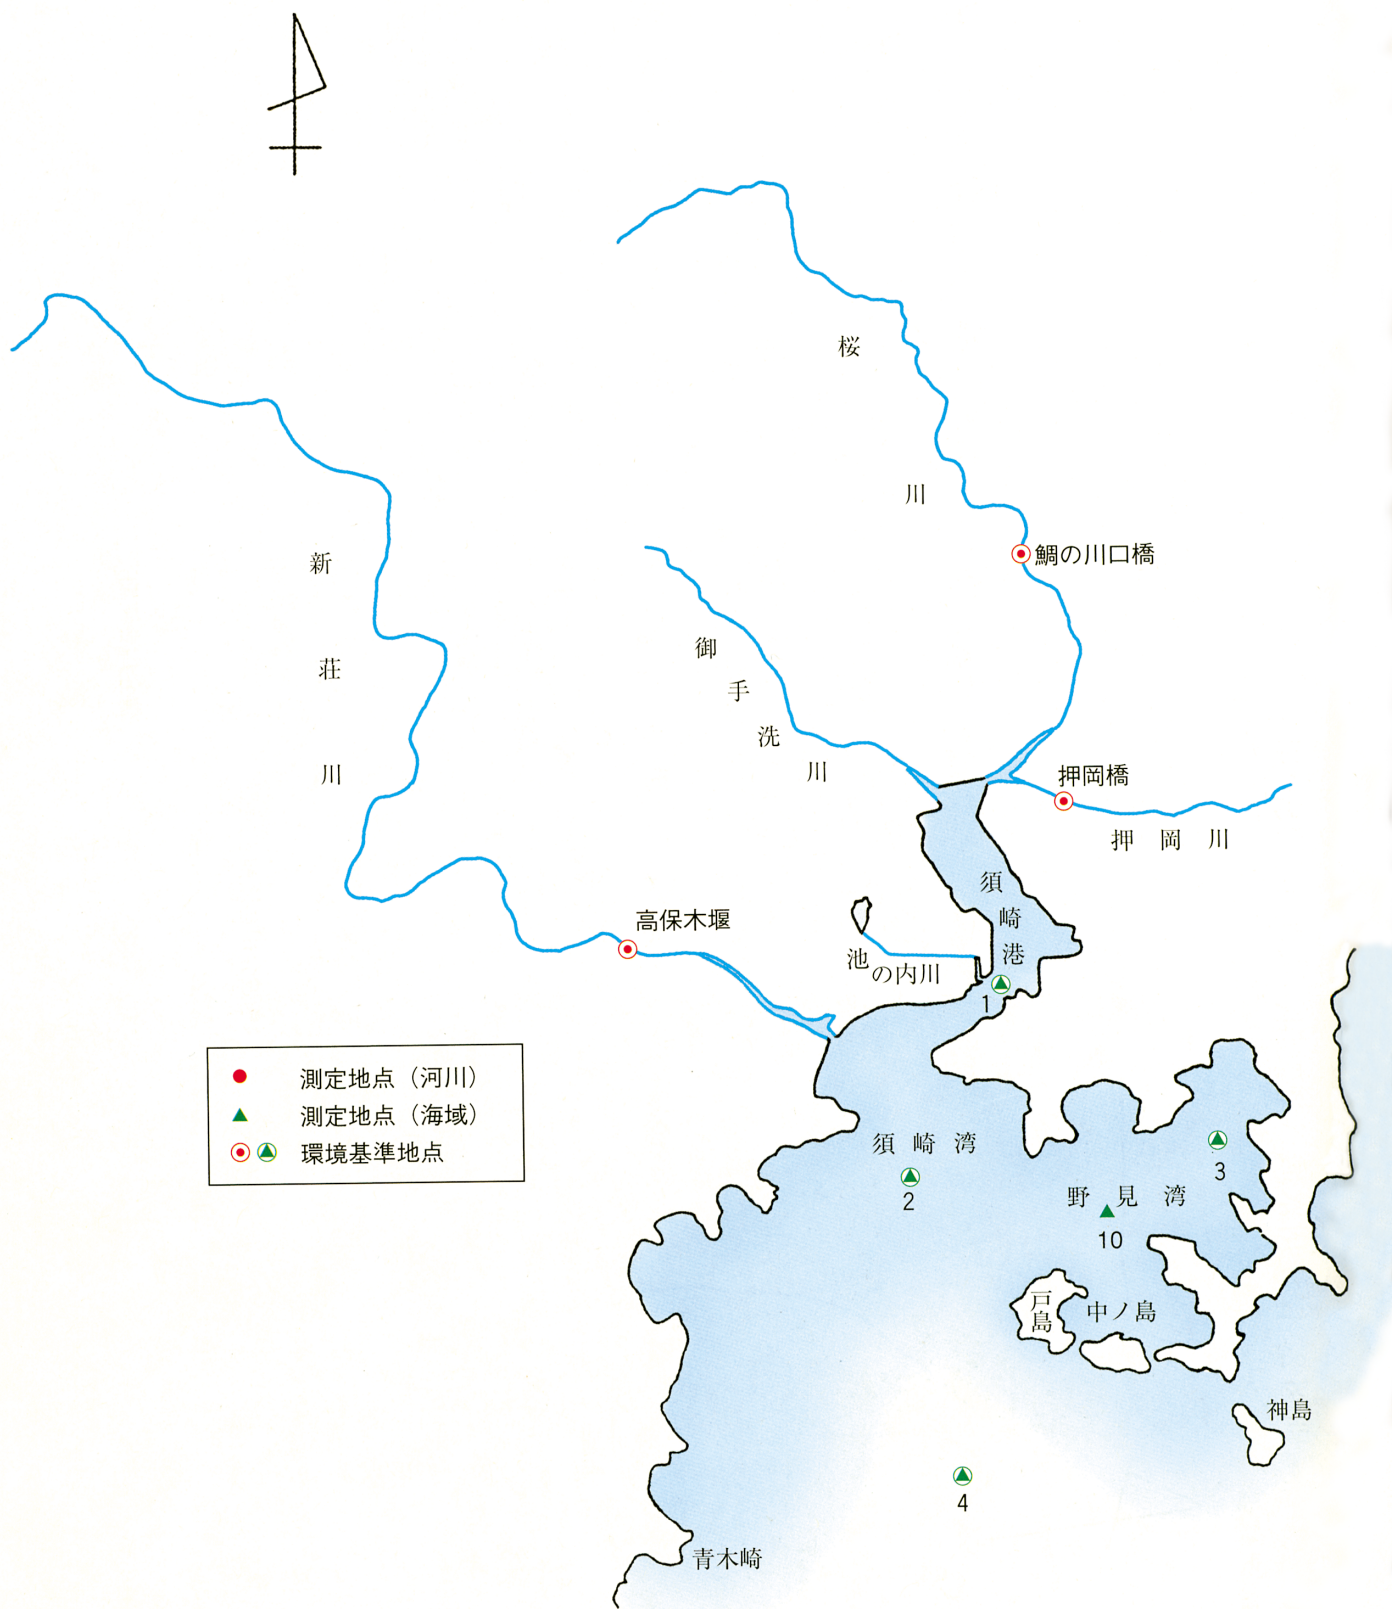 桜川
鯛の川口橋
新荘川
御手洗川
押岡橋
押岡川
須崎港
高保木堰
池の内川
1
測定地点（河川）
測定地点（海域）
環境基準地点
須崎湾
2
3
野見湾
10
戸島
中ノ島
神島
4
青木崎